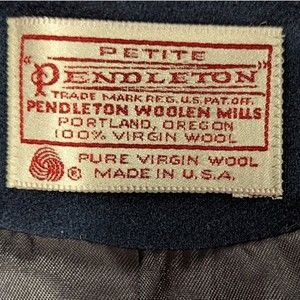 PETITE
"PENDLETON"
TRADE MARK REG. U.S. PAT. OFF.
PENDLETON WOOLEN MILLS
PORTLAND, OREGON
100% VIRGIN WOOL
PURE VIRGIN WOOL
® MADE IN U.S.A.